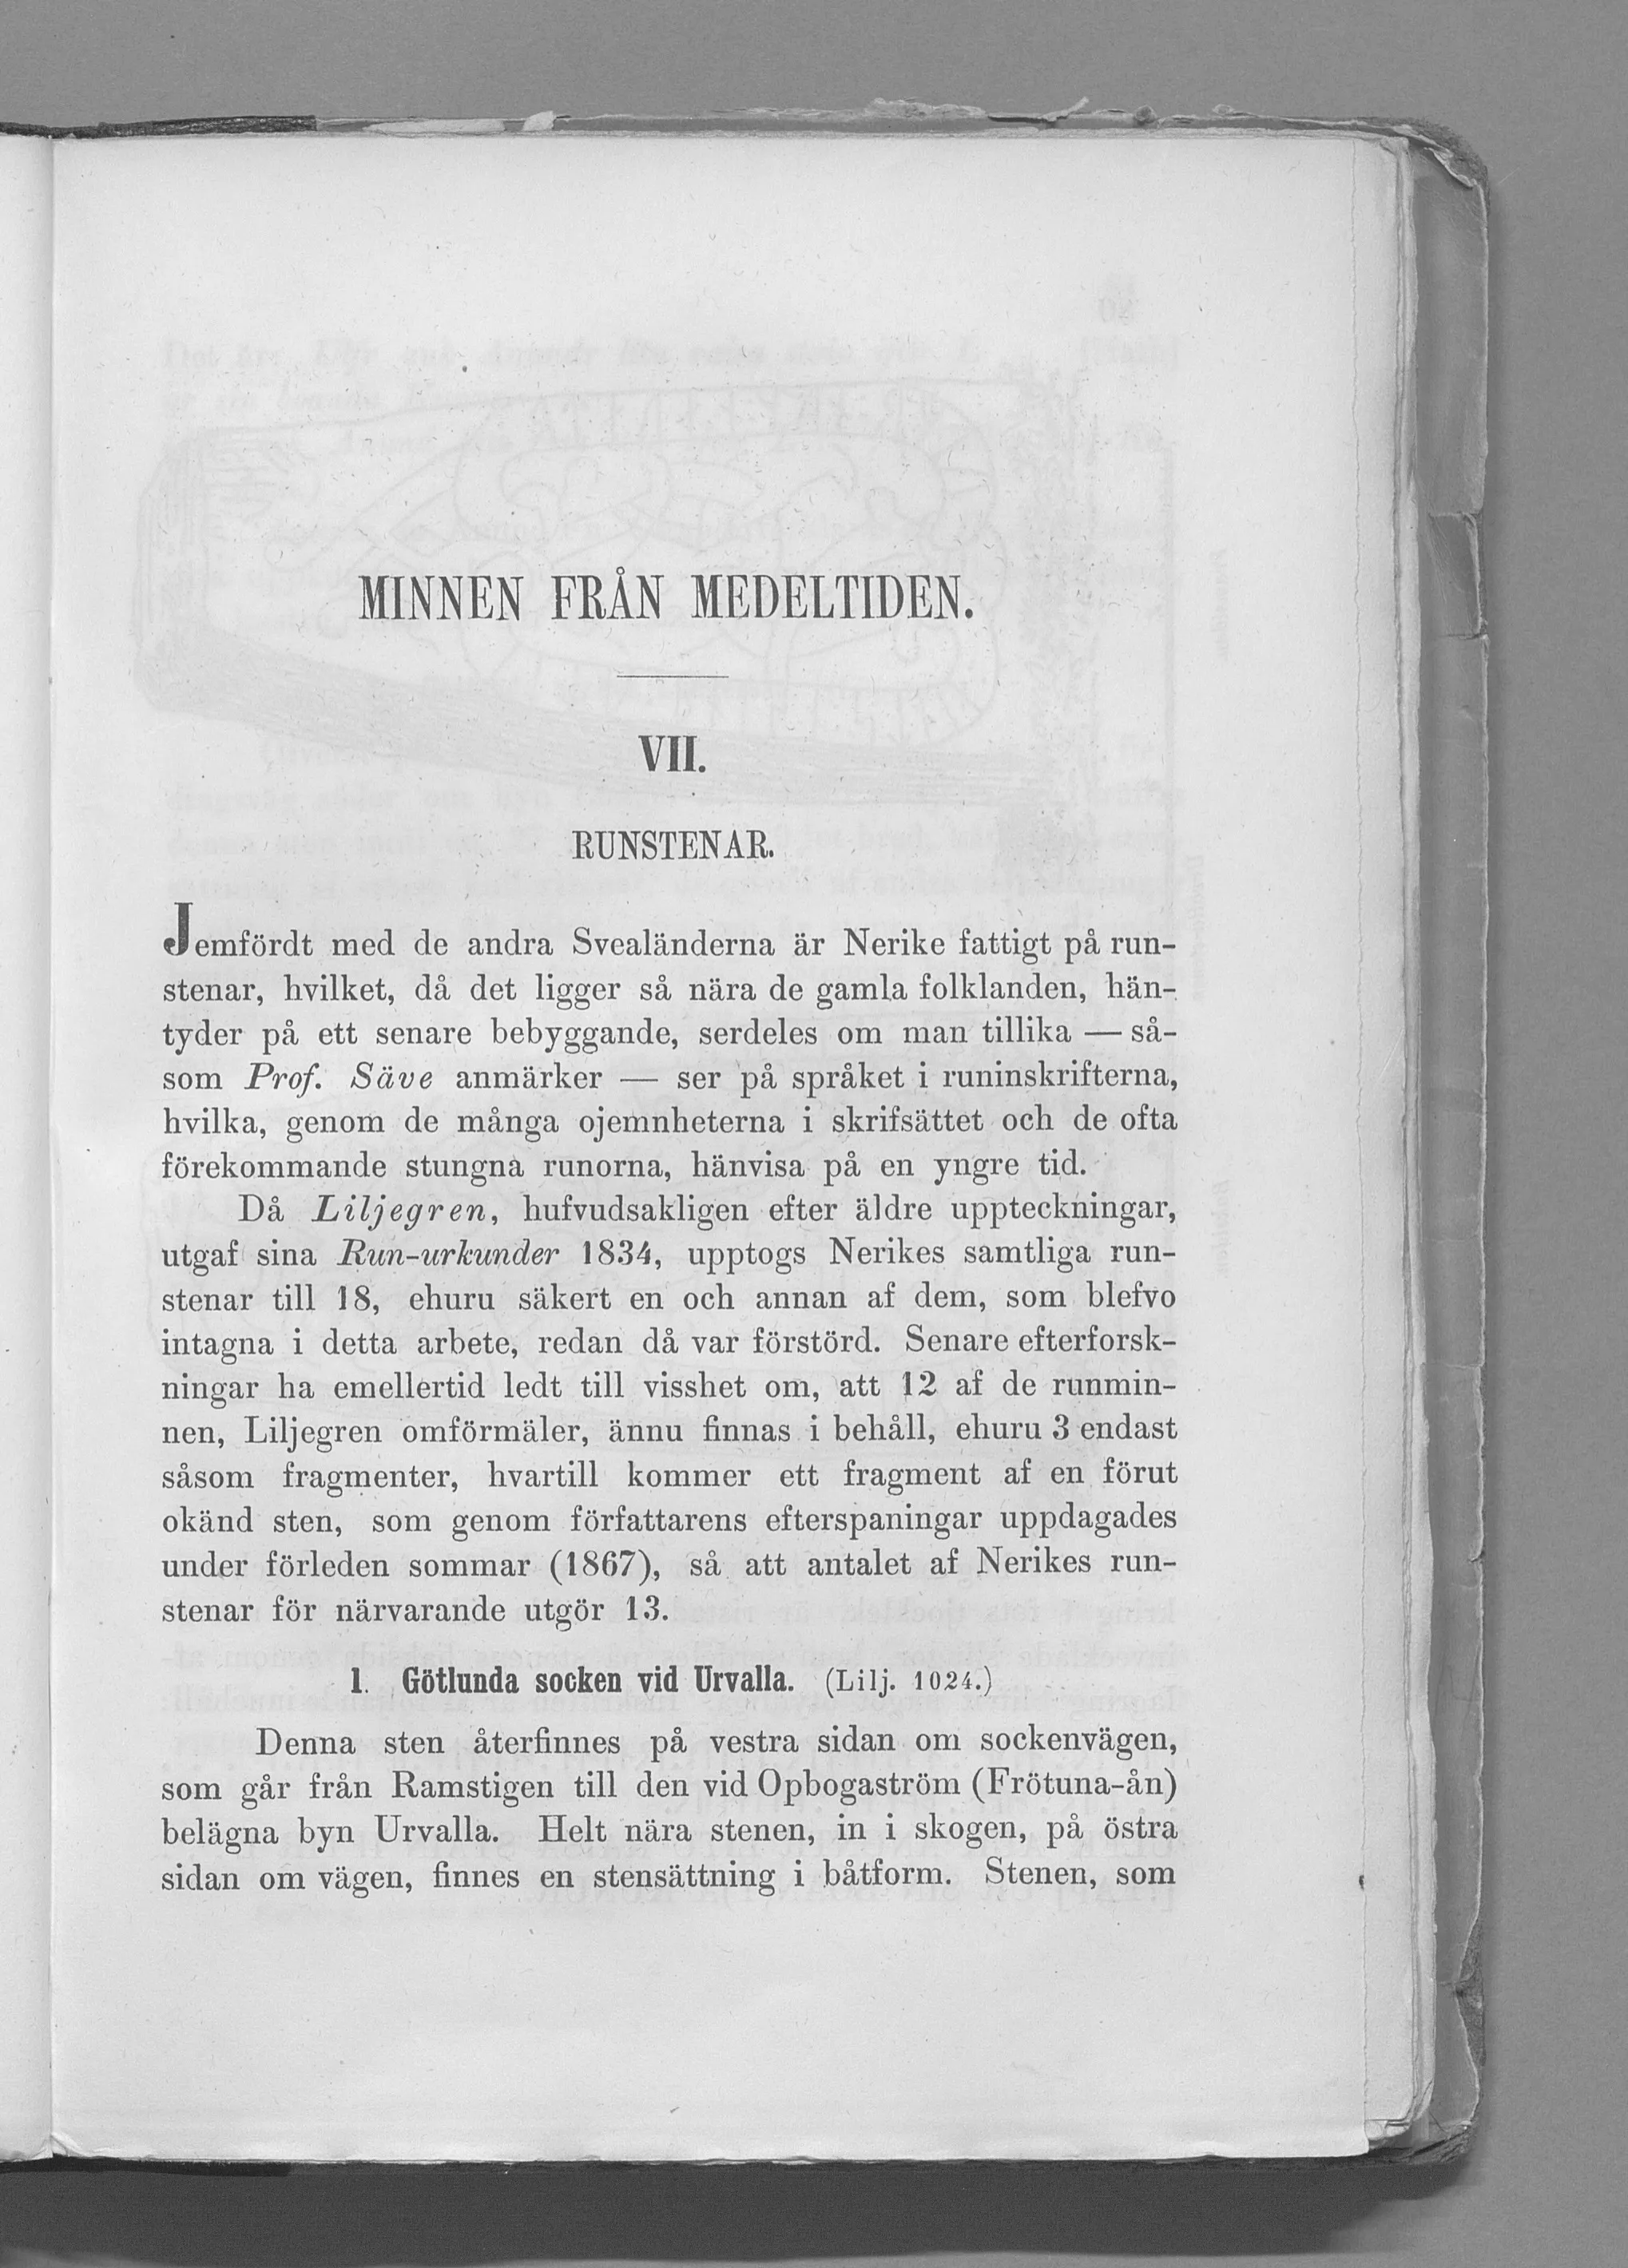 MINNEN FRÅN MEDELTIDEN.
VII.
RUNSTENAR.
Jemfördt med de andra Svealänderna är Nerike fattigt på run-
stenar, hvilket, då det ligger så nära de gamla folklanden, hän-
tyder på ett senare bebyggande, serdeles om man tillika — så-
som Prof. Säve anmärker — ser på språket i runinskrifterna,
hvilka, genom de många ojemnheterna i skrifsättet och de ofta
förekommande stungna runorna, hänvisa på en yngre tid.
Då Liljegren, hufvudsakligen efter äldre uppteckningar,
utgaf sina Run-urkunder 1834, upptogs Nerikes samtliga run-
stenar till 18, ehuru säkert en och annan af dem, som blefvo
intagna i detta arbete, redan då var förstörd. Senare efterforsk-
ningar ha emellertid ledt till visshet om, att 12 af de runmin-
nen, Liljegren omförmäler, ännu finnas i behåll, ehuru 3 endast
såsom fragmenter, hvartill kommer ett fragment af en förut
okänd sten, som genom författarens efterspaningar uppdagades
under förleden sommar (1867), så att antalet af Nerikes run-
stenar för närvarande utgör 13.
1. Götlunda socken vid Urvalla. (Lilj. 1024.)
Denna sten återfinnes på vestra sidan om sockenvägen,
som går från Ramstigen till den vid Opbogaström (Frötuna-ån)
belägna byn Urvalla. Helt nära stenen, in i skogen, på östra
sidan om vägen, finnes en stensättning i båtform. Stenen, som